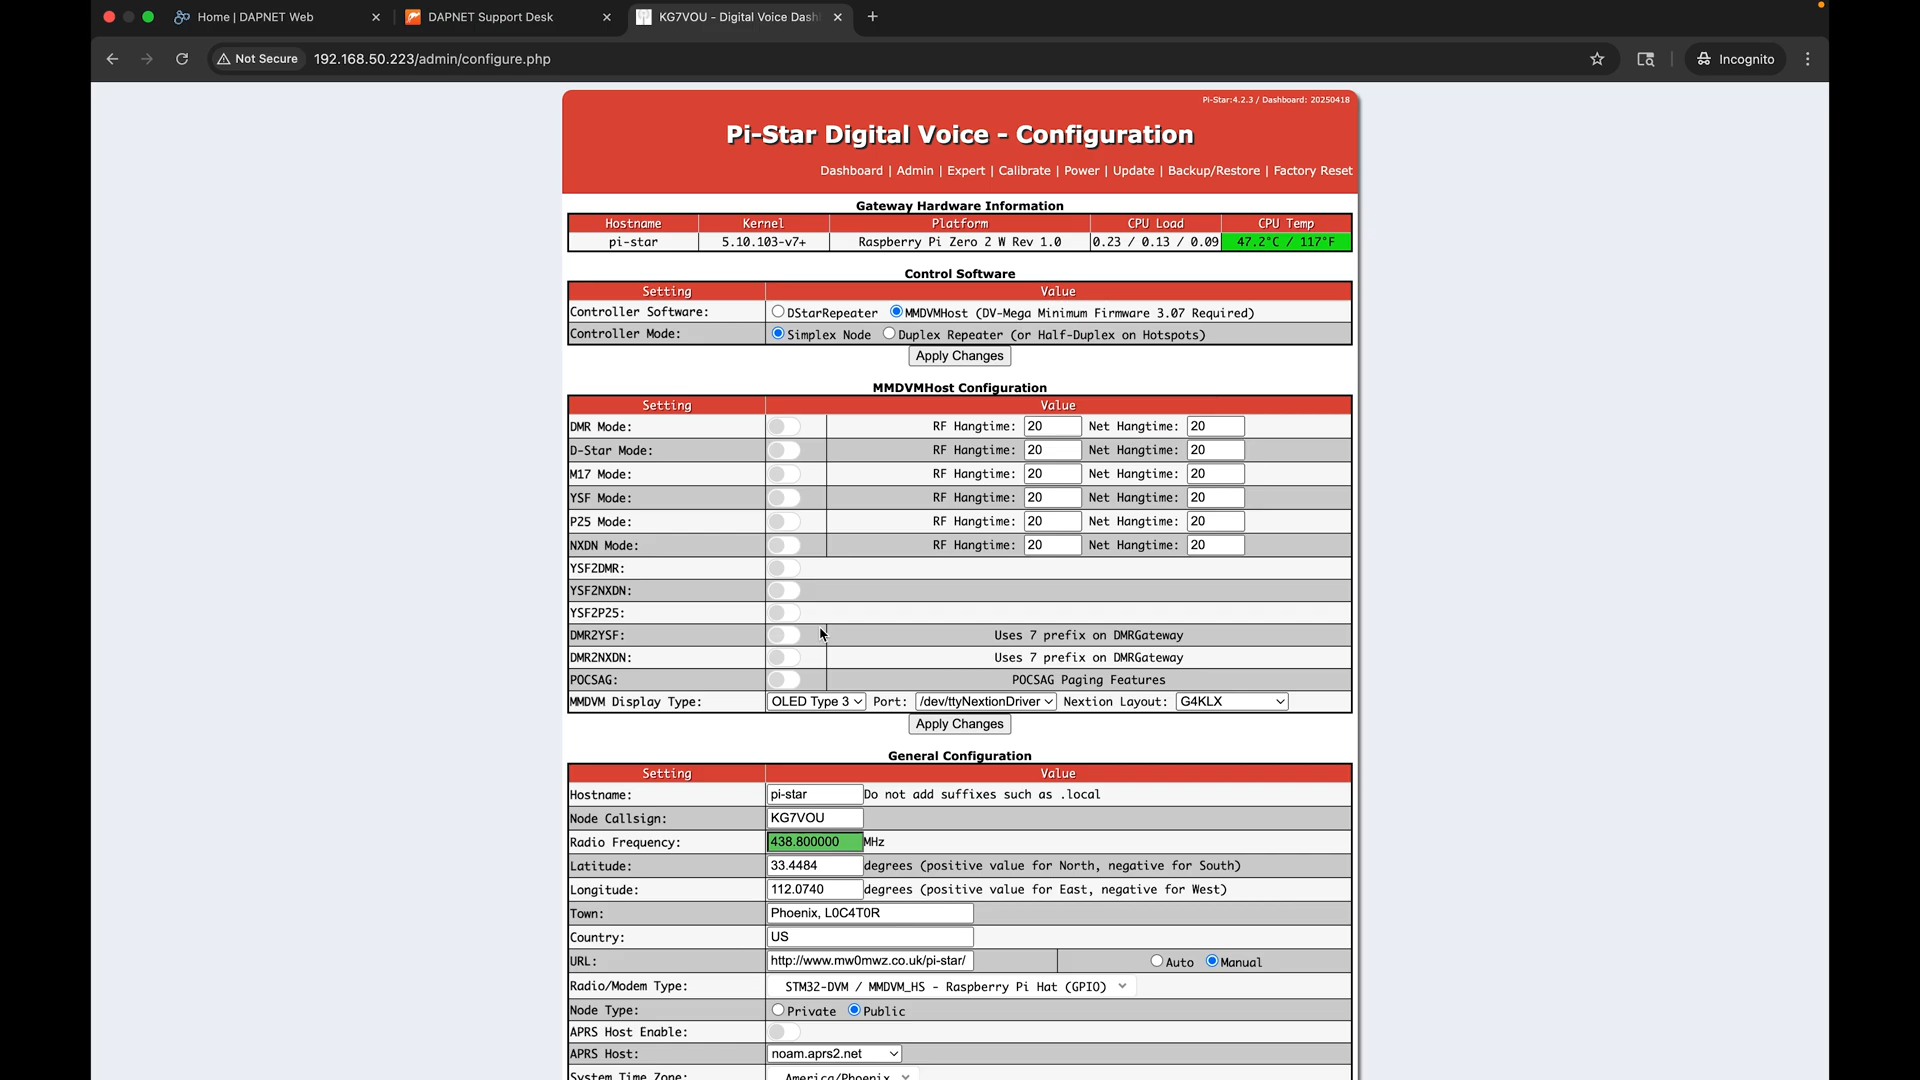 Home | DAPNET Web
DAPNET Support Desk
KG7VOU - Digital Voice Dash
Not Secure
192.168.50.223/admin/configure.php
Incognito
Pi-Star:4.2.3 / Dashboard: 20250418
Pi-Star Digital Voice - Configuration
Dashboard | Admin | Expert | Calibrate | Power | Update | Backup/Restore | Factory Reset
Gateway Hardware Information
Hostname Kernel Platform CPU Load CPU Temp
pi-star 5.10.103-v7+ Raspberry Pi Zero 2 W Rev 1.0 0.23 / 0.13 / 0.09 47.2°C / 117°F
Control Software
Setting Value
Controller Software: DStarRepeater MMDVMHost (DV-Mega Minimum Firmware 3.07 Required)
Controller Mode: Simplex Node Duplex Repeater (or Half-Duplex on Hotspots)
Apply Changes
MMDVMHost Configuration
Setting Value
DMR Mode: RF Hangtime: 20 Net Hangtime: 20
D-Star Mode: RF Hangtime: 20 Net Hangtime: 20
M17 Mode: RF Hangtime: 20 Net Hangtime: 20
YSF Mode: RF Hangtime: 20 Net Hangtime: 20
P25 Mode: RF Hangtime: 20 Net Hangtime: 20
NXDN Mode: RF Hangtime: 20 Net Hangtime: 20
YSF2DMR:
YSF2NXDN:
YSF2P25:
DMR2YSF: Uses 7 prefix on DMRGateway
DMR2NXDN: Uses 7 prefix on DMRGateway
POCSAG: POCSAG Paging Features
MMDVM Display Type: OLED Type 3 Port: /dev/ttyNextionDriver Nextion Layout: G4KLX
Apply Changes
General Configuration
Setting Value
Hostname: pi-star Do not add suffixes such as .local
Node Callsign: KG7VOU
Radio Frequency: 438.800000 MHz
Latitude: 33.4484 degrees (positive value for North, negative for South)
Longitude: 112.0740 degrees (positive value for East, negative for West)
Town: Phoenix, L0C4T0R
Country: US
URL: http://www.mw0mwz.co.uk/pi-star/ Auto Manual
Radio/Modem Type: STM32-DVM / MMDVM_HS - Raspberry Pi Hat (GPIO)
Node Type: Private Public
APRS Host Enable:
APRS Host: noam.aprs2.net
System Time Zone: America/Phoenix